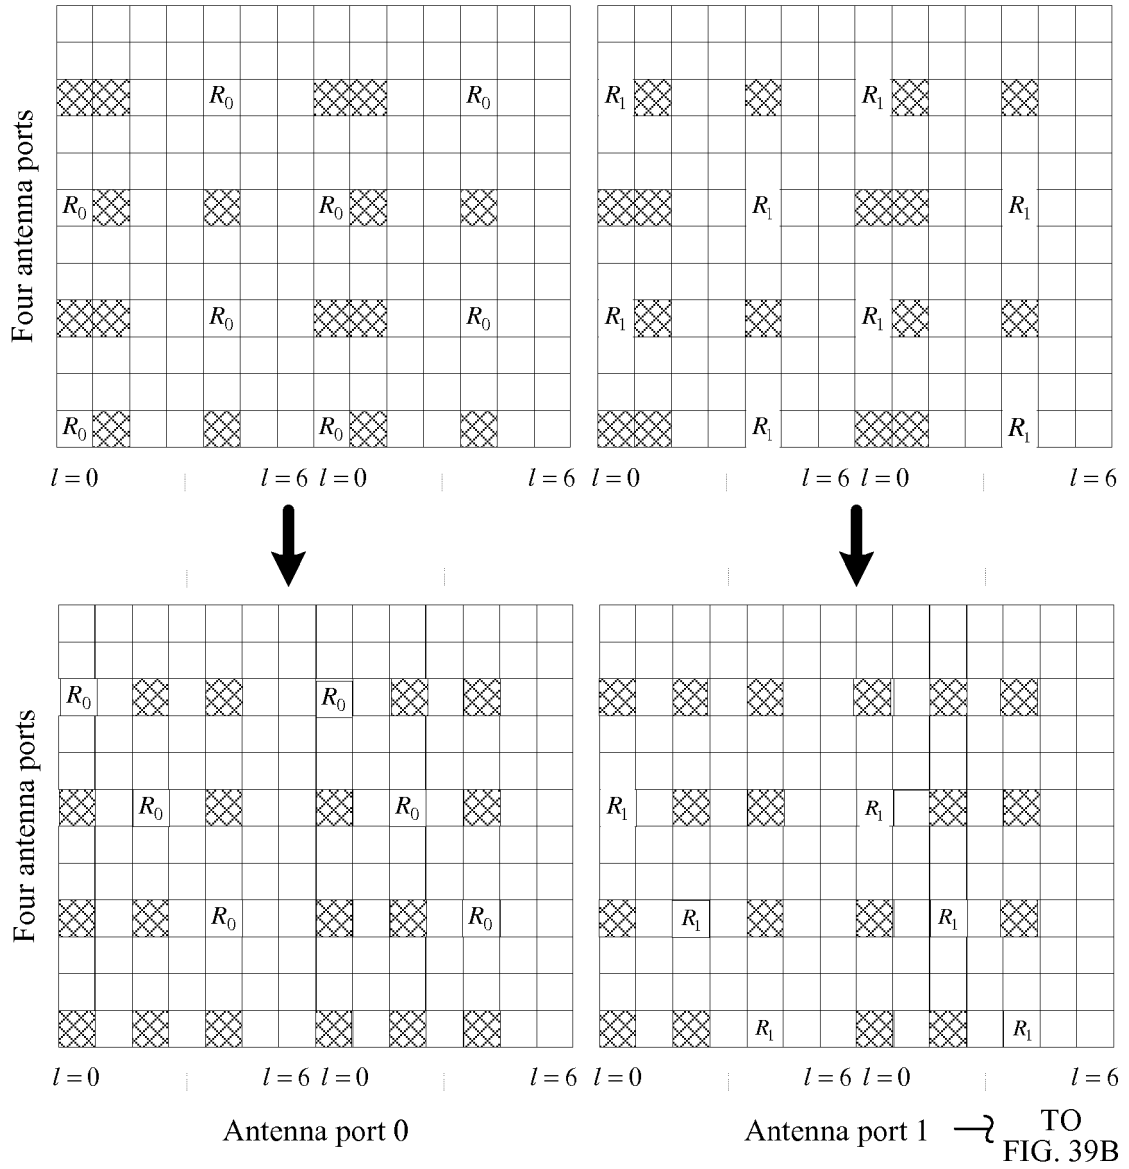 Four antenna ports
R0 R0 R1 R1
R0 R0 R1 R1
R0 R0 R1 R1
R0 R0 R1 R1
l = 0 l = 6 l = 0 l = 6 l = 0 l = 6 l = 0 l = 6
Four antenna ports
R0 R0
R0 R0 R1 R1
R0 R0 R1 R1
R1 R1
l = 0 l = 6 l = 0 l = 6 l = 0 l = 6 l = 0 l = 6
Antenna port 0 Antenna port 1 TO
FIG. 39B